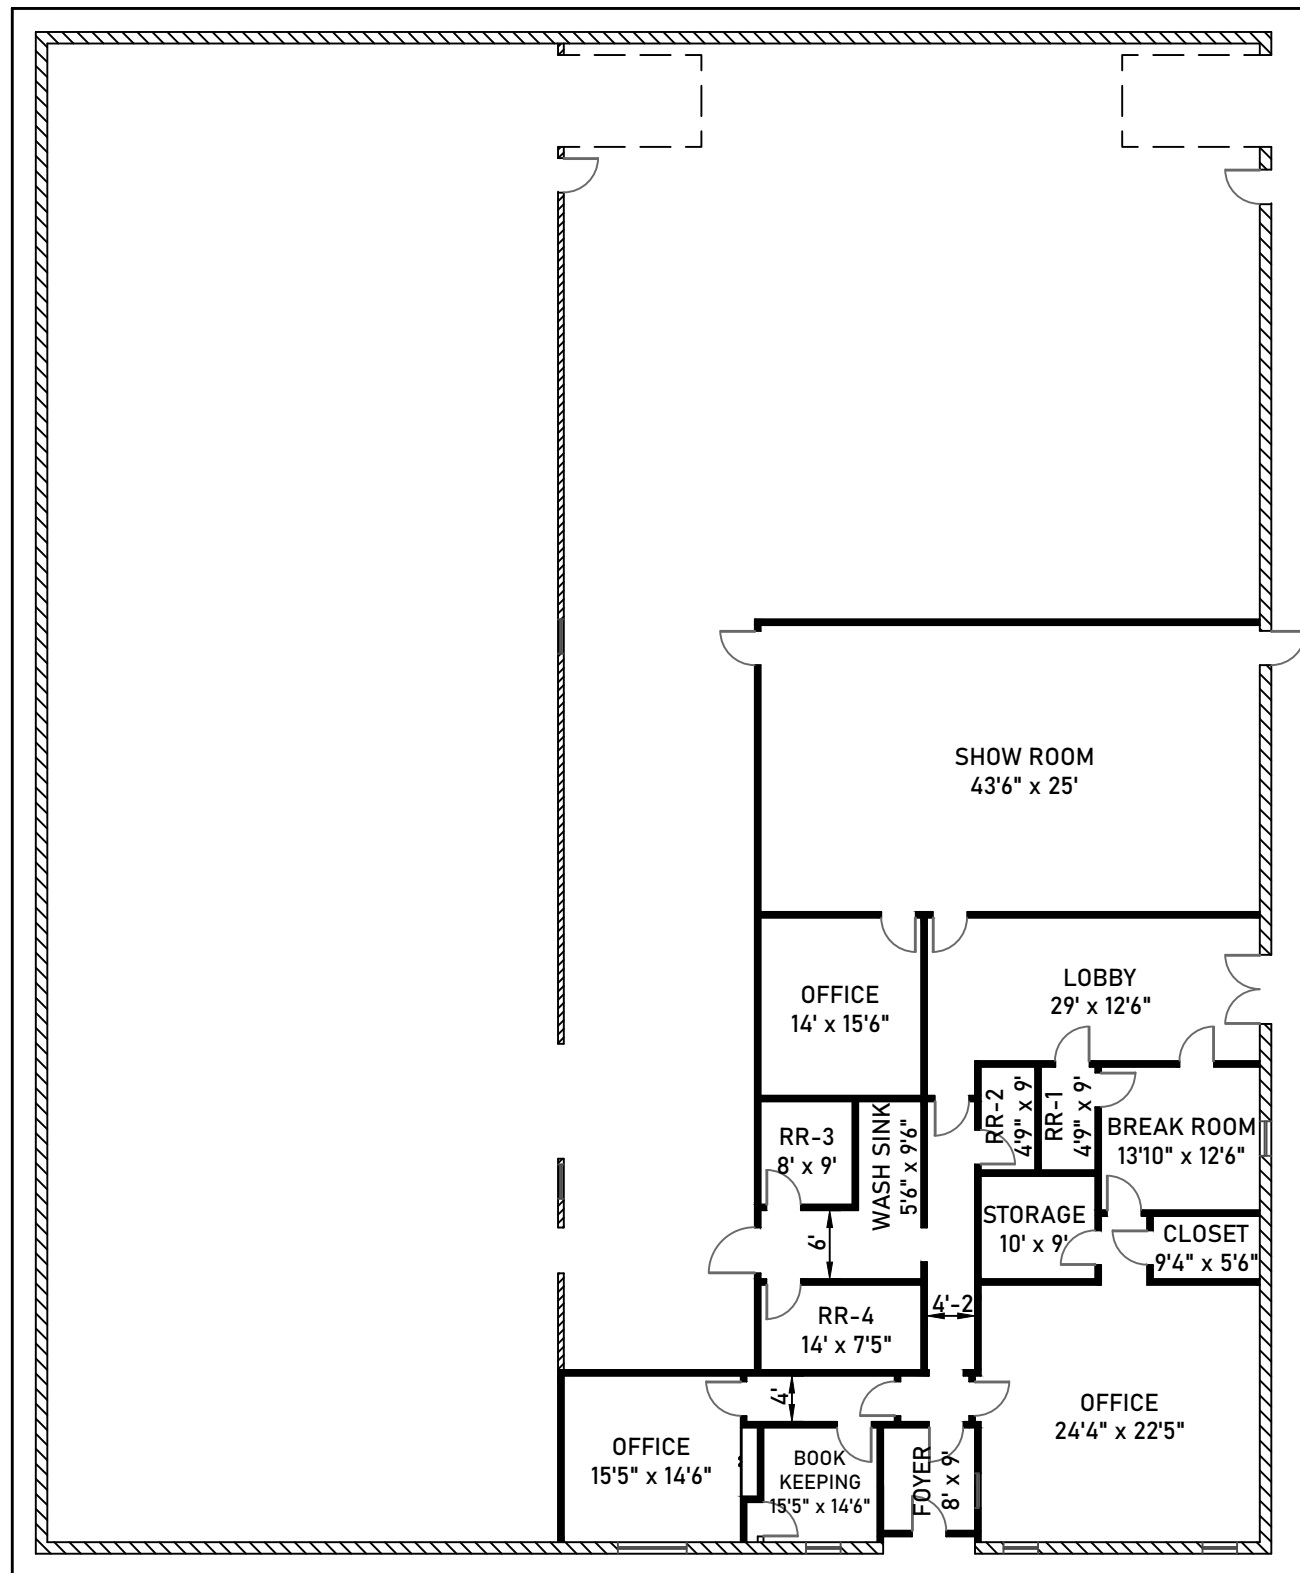 SHOW ROOM
43'6" x 25'
OFFICE
14' x 15'6"
LOBBY
29' x 12'6"
RR-3
8' x 9'
WASH SINK
5'6" x 9'6"
RR-2
4'9" x 9'
RR-1
4'9" x 9'
BREAK ROOM
13'10" x 12'6"
STORAGE
10' x 9'
CLOSET
9'4" x 5'6"
6'
RR-4
14' x 7'5"
4'-2
4'
OFFICE
24'4" x 22'5"
OFFICE
15'5" x 14'6"
BOOK
KEEPING
15'5" x 14'6"
FOYER
8' x 9'